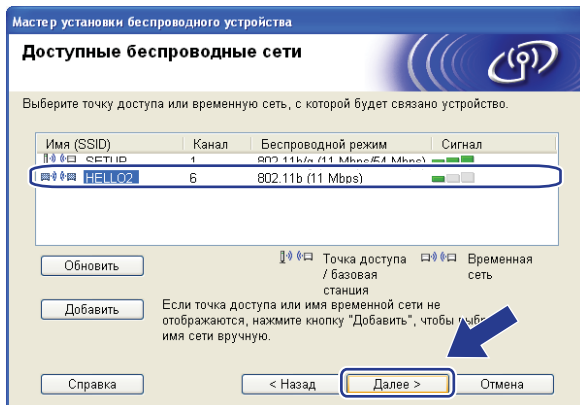 Мастер установки беспроводного устройства
Доступные беспроводные сети
Выберите точку доступа или временную сеть, с которой будет связано устройство.
Имя (SSID) Канал Беспроводной режим Сигнал
SETUP 1 802.11b/g (11 Mbps/54 Mbps)
HELLO2 6 802.11b (11 Mbps)
Обновить
Точка доступа
/ базовая
станция
Временная
сеть
Добавить
Если точка доступа или имя временной сети не
отображаются, нажмите кнопку "Добавить", чтобы
имя сети вручную.
Справка < Назад Далее > Отмена